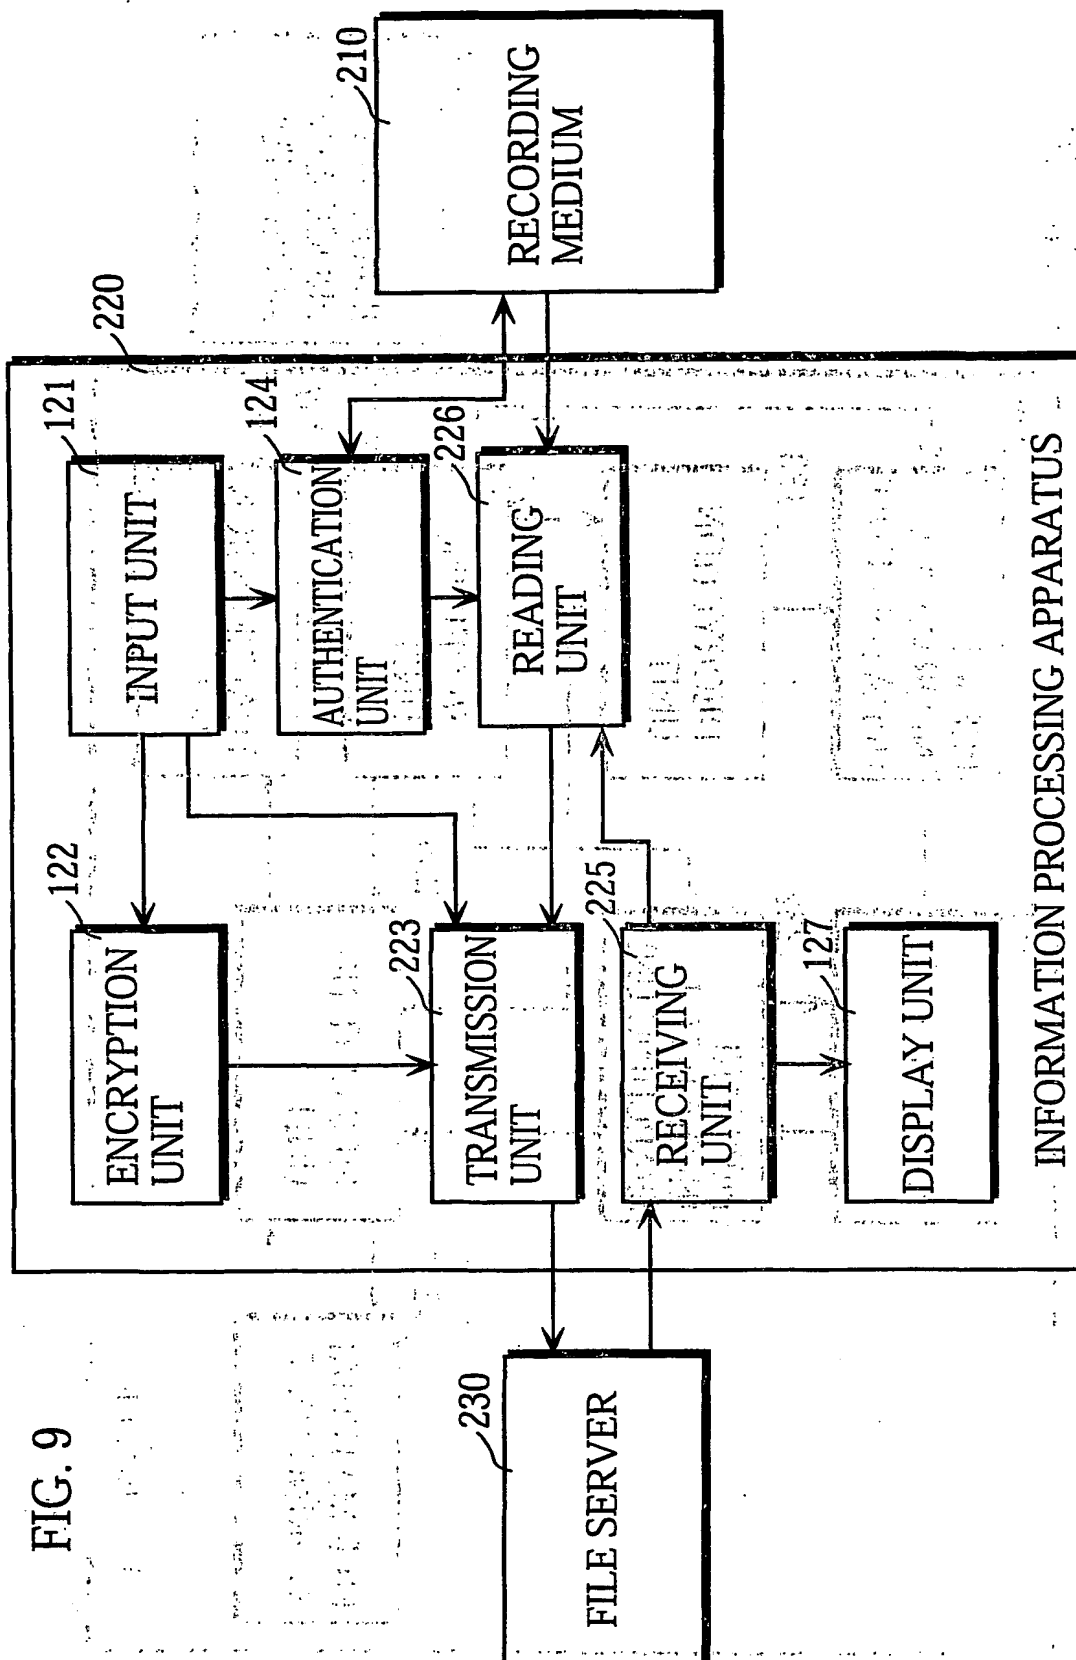 FIG. 9
230
FILE SERVER
220
122
ENCRYPTION
UNIT
121
INPUT UNIT
124
AUTHENTICATION
UNIT
223
TRANSMISSION
UNIT
226
READING
UNIT
225
RECEIVING
UNIT
127
DISPLAY UNIT
INFORMATION PROCESSING APPARATUS
210
RECORDING
MEDIUM